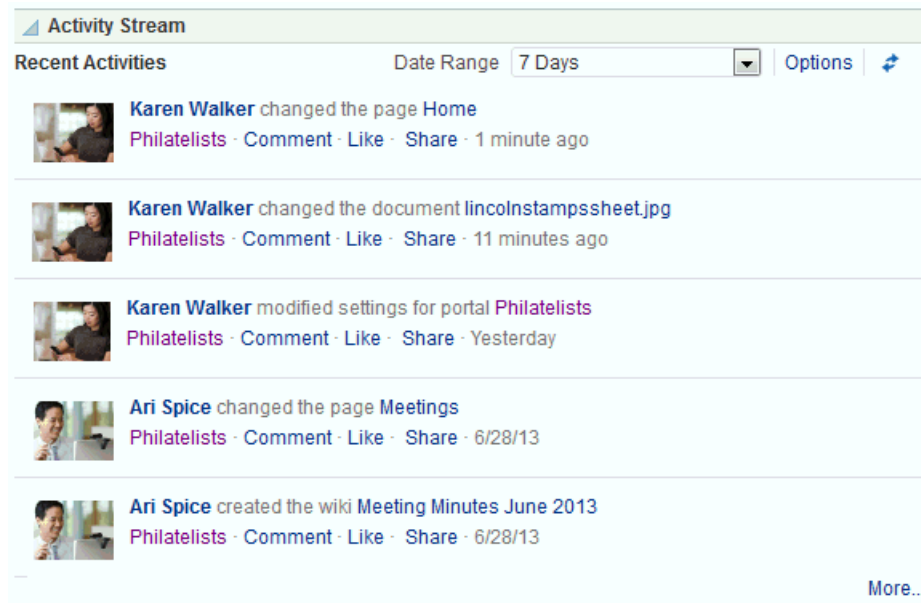 Activity Stream
Recent Activities Date Range 7 Days Options
Karen Walker changed the page Home
Philatelists · Comment · Like · Share · 1 minute ago
Karen Walker changed the document lincolnstampssheet.jpg
Philatelists · Comment · Like · Share · 11 minutes ago
Karen Walker modified settings for portal Philatelists
Philatelists · Comment · Like · Share · Yesterday
Ari Spice changed the page Meetings
Philatelists · Comment · Like · Share · 6/28/13
Ari Spice created the wiki Meeting Minutes June 2013
Philatelists · Comment · Like · Share · 6/28/13
More..